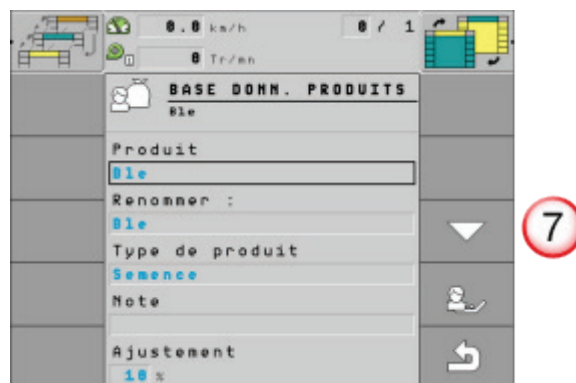 0.0 km/h 0 / 1
0 Tr/mn
BASE DONN. PRODUITS
Ble
Produit
Ble
Renommer :
Ble
Type de produit
Semence
Note
Ajustement
10 %
7